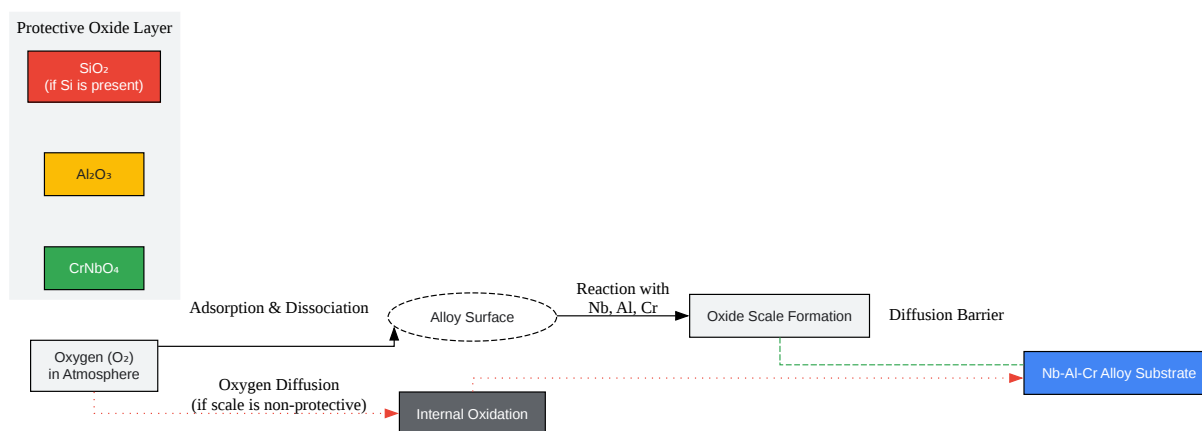 Protective Oxide Layer
SiO₂
(if Si is present)
Al₂O₃
CrNbO₄
Adsorption & Dissociation
Alloy Surface
Reaction with
Nb, Al, Cr
Oxide Scale Formation
Diffusion Barrier
Oxygen (O₂)
in Atmosphere
Oxygen Diffusion
(if scale is non-protective)
Internal Oxidation
Nb-Al-Cr Alloy Substrate